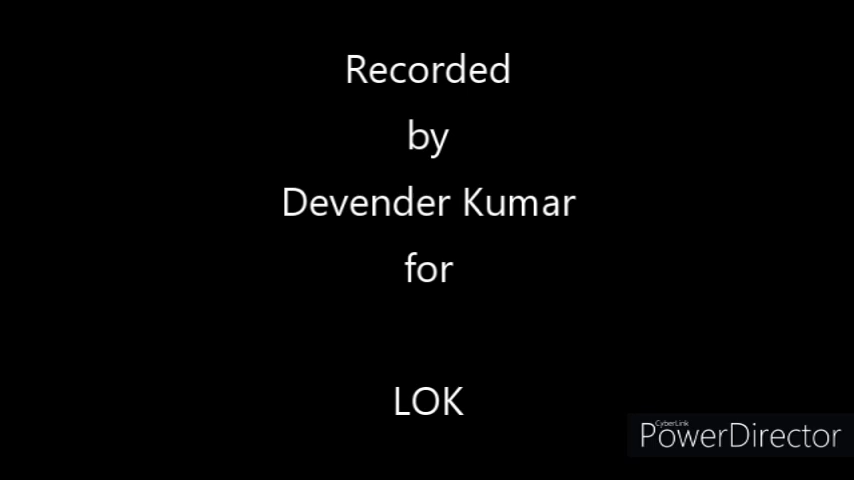 Recorded
by
Devender Kumar
for
LOK
CyberLink
PowerDirector